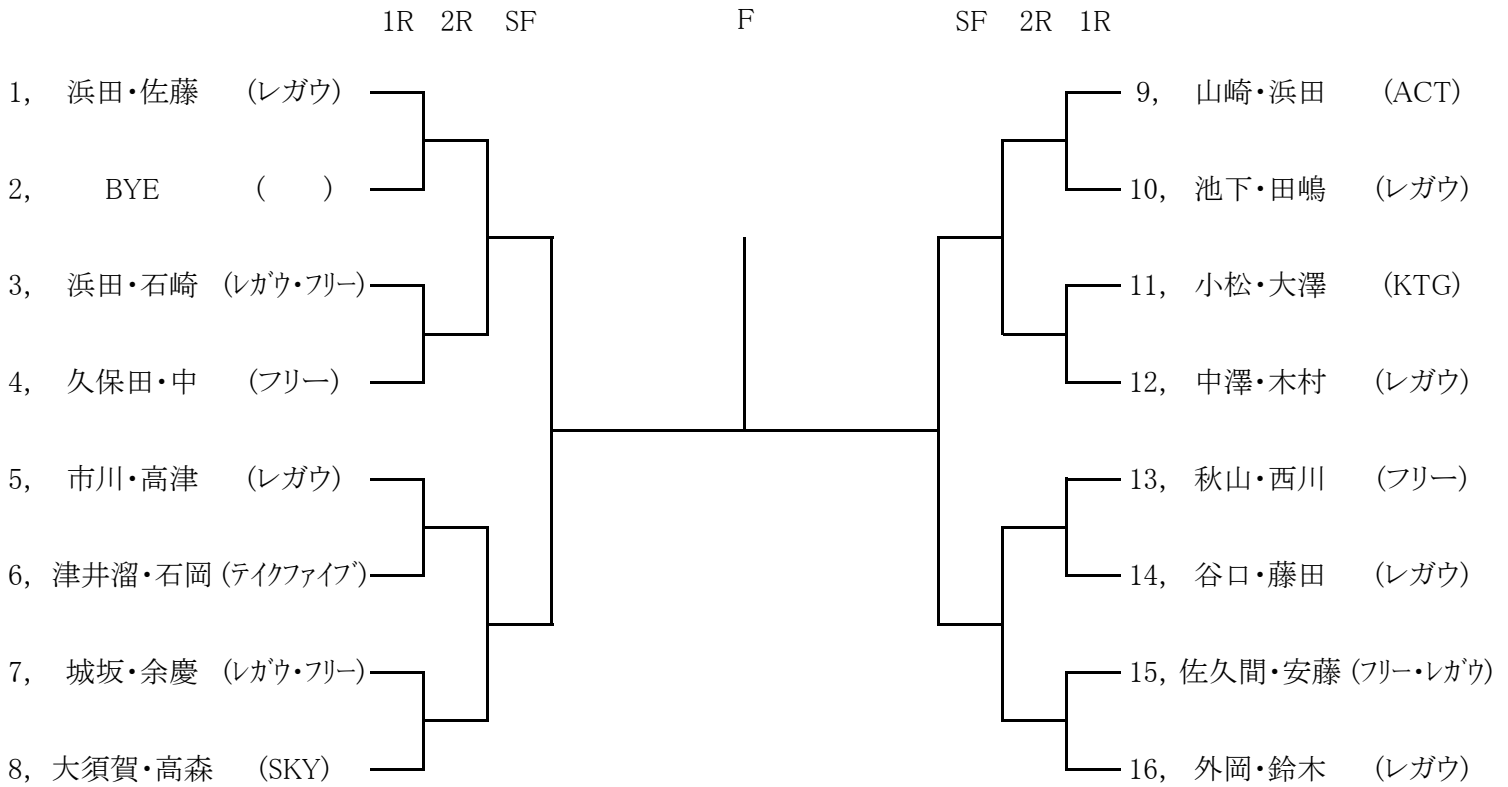 1R 2R SF F SF 2R 1R
1, 浜田・佐藤 (レガウ) 9, 山崎・浜田 (ACT)
2, BYE ( ) 10, 池下・田嶋 (レガウ)
3, 浜田・石崎 (レガウ・フリー) 11, 小松・大澤 (KTG)
4, 久保田・中 (フリー) 12, 中澤・木村 (レガウ)
5, 市川・高津 (レガウ) 13, 秋山・西川 (フリー)
6, 津井溜・石岡 (テイクファイブ) 14, 谷口・藤田 (レガウ)
7, 城坂・余慶 (レガウ・フリー) 15, 佐久間・安藤 (フリー・レガウ)
8, 大須賀・高森 (SKY) 16, 外岡・鈴木 (レガウ)